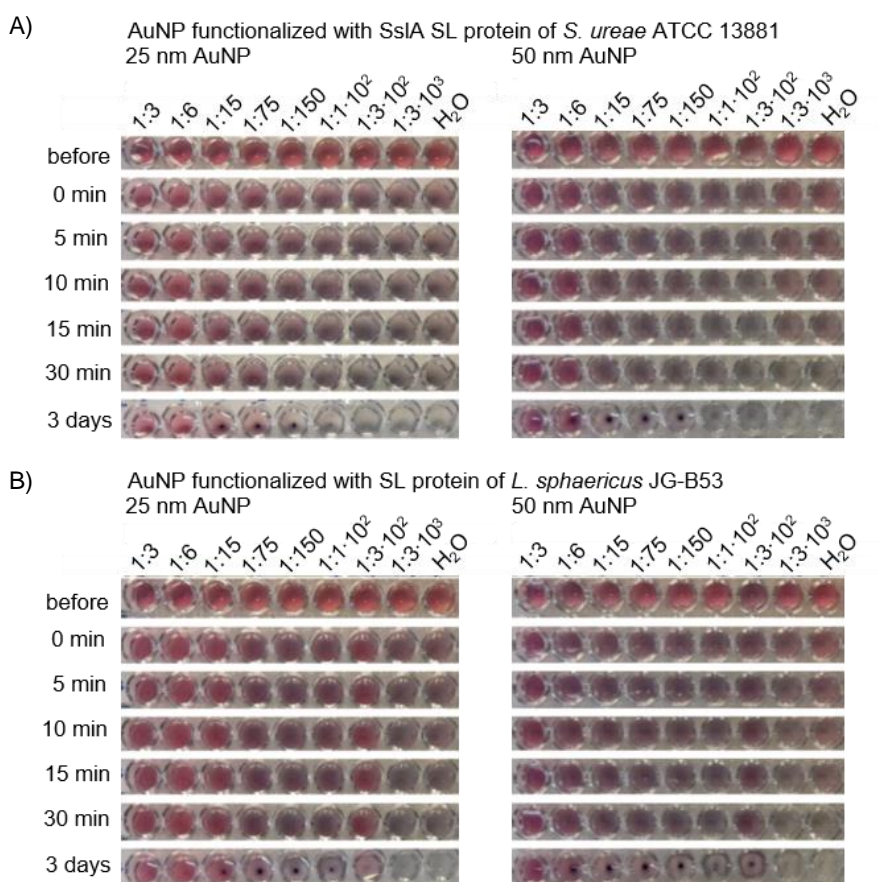 A)
AuNP functionalized with SslA SL protein of S. ureae ATCC 13881
25 nm AuNP
50 nm AuNP
1:3 1:6 1:15 1:75 1:150 1:1·10² 1:3·10² 1:3·10³ H₂O
1:3 1:6 1:15 1:75 1:150 1:1·10² 1:3·10² 1:3·10³ H₂O
before
0 min
5 min
10 min
15 min
30 min
3 days
B)
AuNP functionalized with SL protein of L. sphaericus JG-B53
25 nm AuNP
50 nm AuNP
1:3 1:6 1:15 1:75 1:150 1:1·10² 1:3·10² 1:3·10³ H₂O
1:3 1:6 1:15 1:75 1:150 1:1·10² 1:3·10² 1:3·10³ H₂O
before
0 min
5 min
10 min
15 min
30 min
3 days